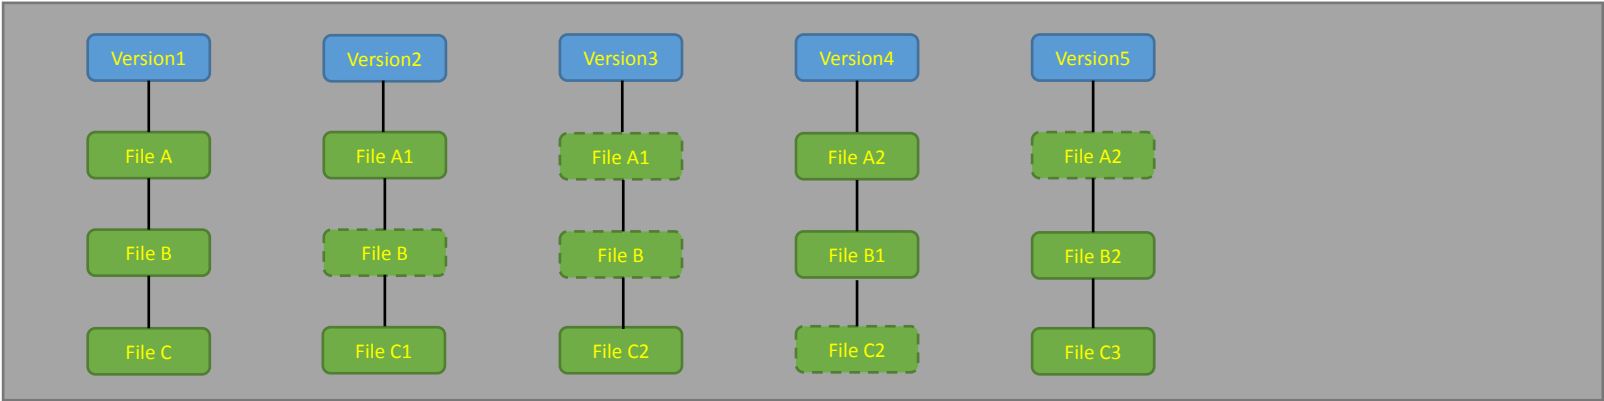 Version1
Version2
Version3
Version4
Version5
File A
File A1
File A1
File A2
File A2
File B
File B
File B
File B1
File B2
File C
File C1
File C2
File C2
File C3